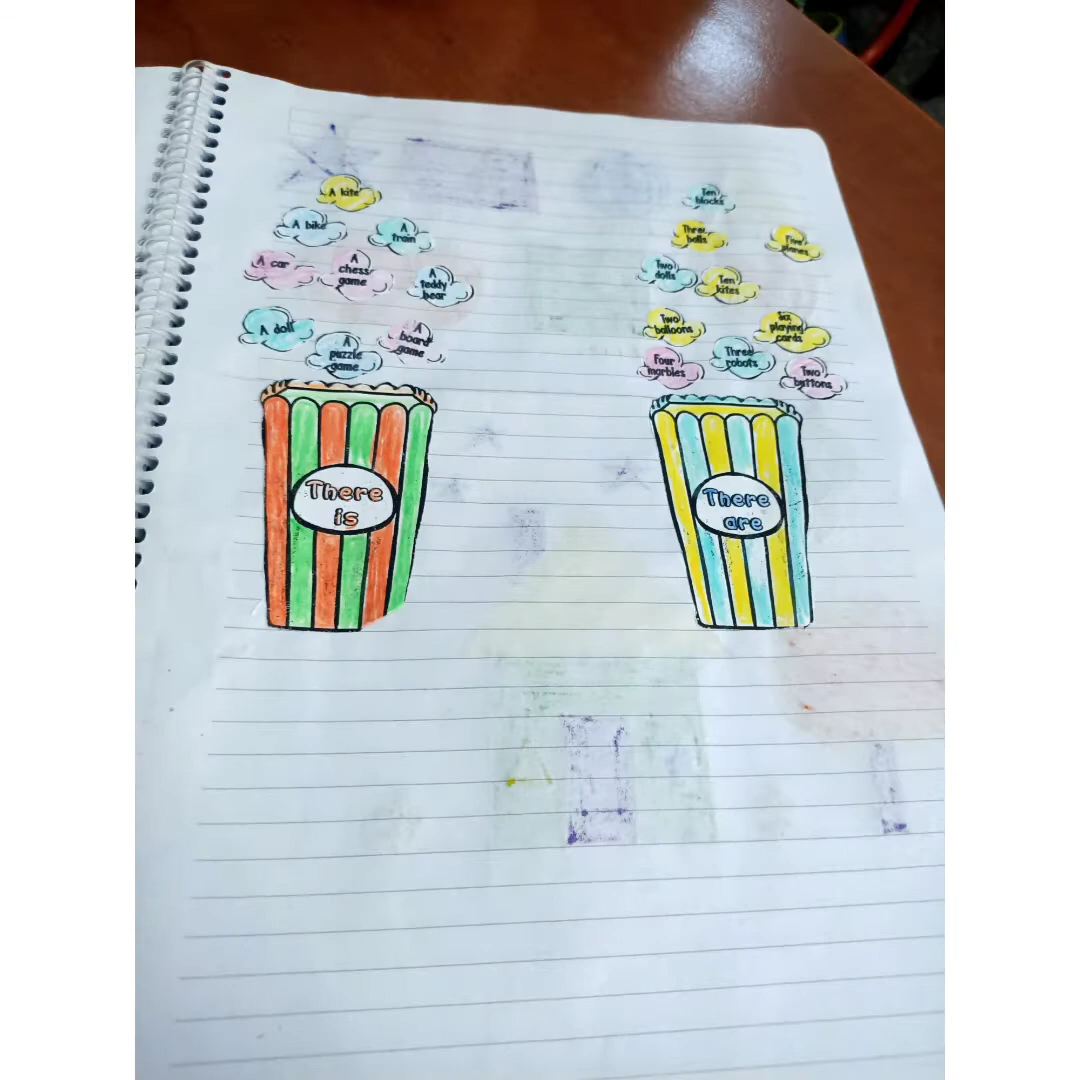 A kite
A bike
A
train
A car
A
chess
game
A
teddy
bear
A doll
A
puzzle
game
A
board
game
There
is
Ten
blocks
Three
balls
Five
planes
Two
dolls
Ten
kites
Two
balloons
Six
playing
cards
Four
marbles
Three
robots
Two
buttons
There
are